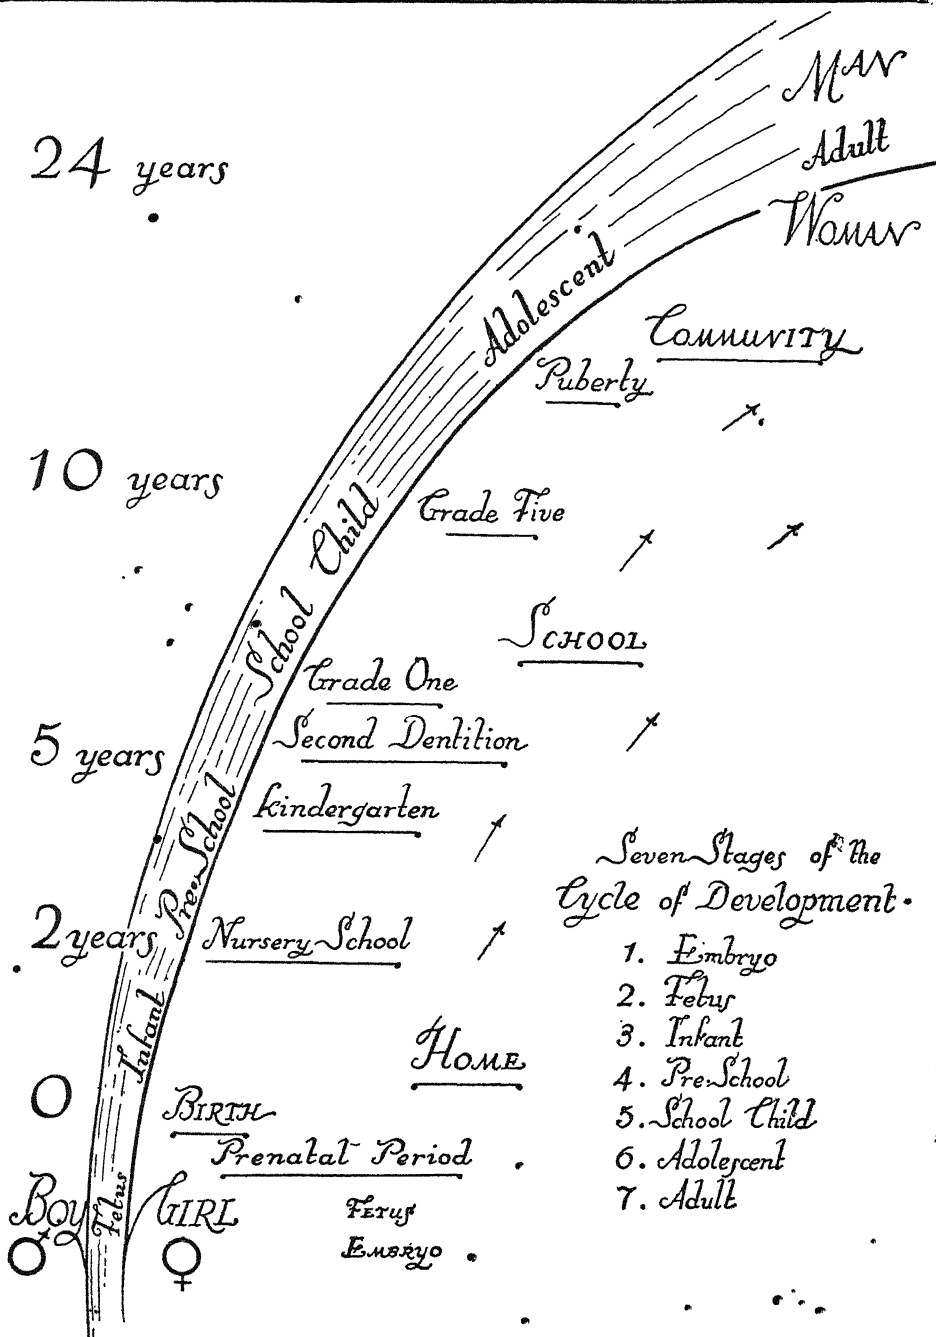 MAN
Adult
WOMAN
24 years
Adolescent
COMMUNITY
Puberty
10 years
School Child
Grade Five
SCHOOL
Grade One
Second Dentition
5 years
Pre-School
Kindergarten
2 years
Nursery School
Infant
HOME
0
BIRTH
Prenatal Period
BOY
Fetus
GIRL
♂
♀
FETUS
EMBRYO
Seven Stages of the
Cycle of Development.
1. Embryo
2. Fetus
3. Infant
4. Pre-School
5. School Child
6. Adolescent
7. Adult